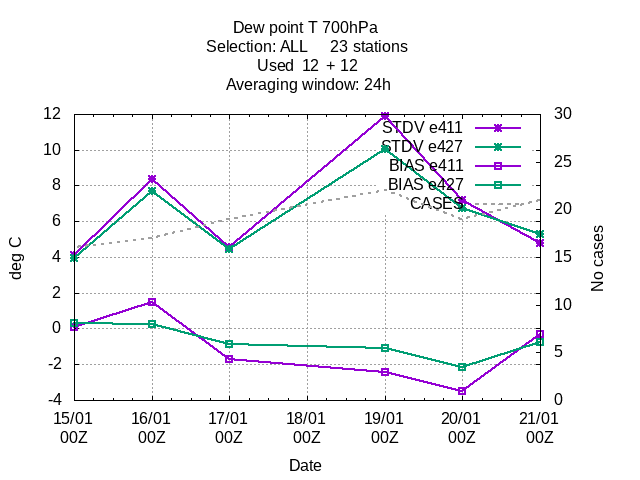 Dew point T 700hPa
Selection: ALL 23 stations
Used 12 + 12
Averaging window: 24h
12
10
8
6
4
2
0
-2
-4
deg C
30
25
20
15
10
5
0
No cases
STDV e411
STDV e427
BIAS e411
BIAS e427
CASES
15/01 16/01 17/01 18/01 19/01 20/01 21/01
00Z 00Z 00Z 00Z 00Z 00Z 00Z
Date